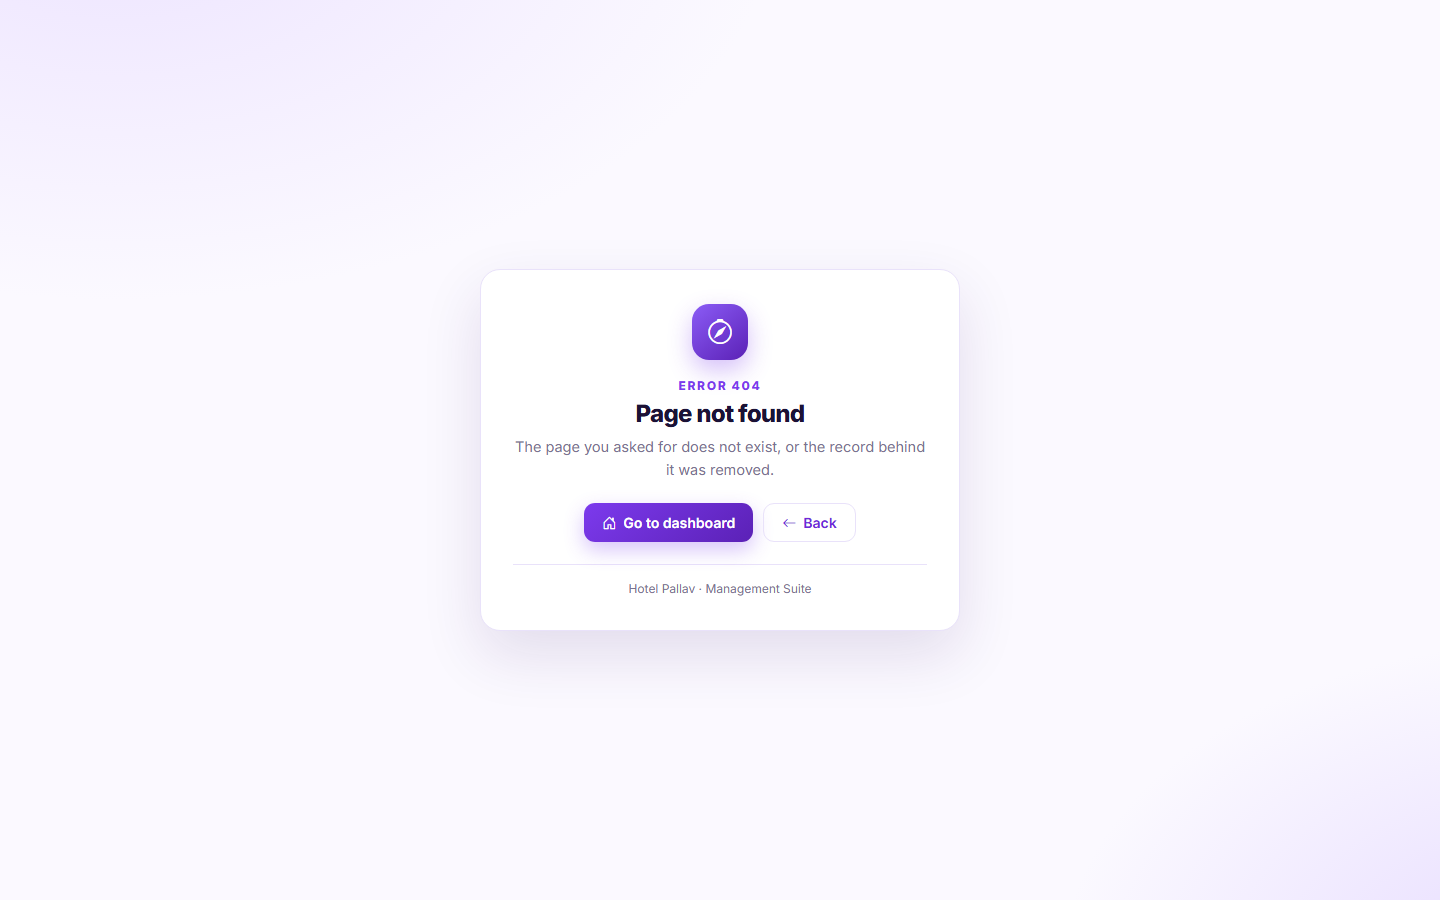 ERROR 404
Page not found
The page you asked for does not exist, or the record behind
it was removed.
Go to dashboard
Back
Hotel Pallav · Management Suite